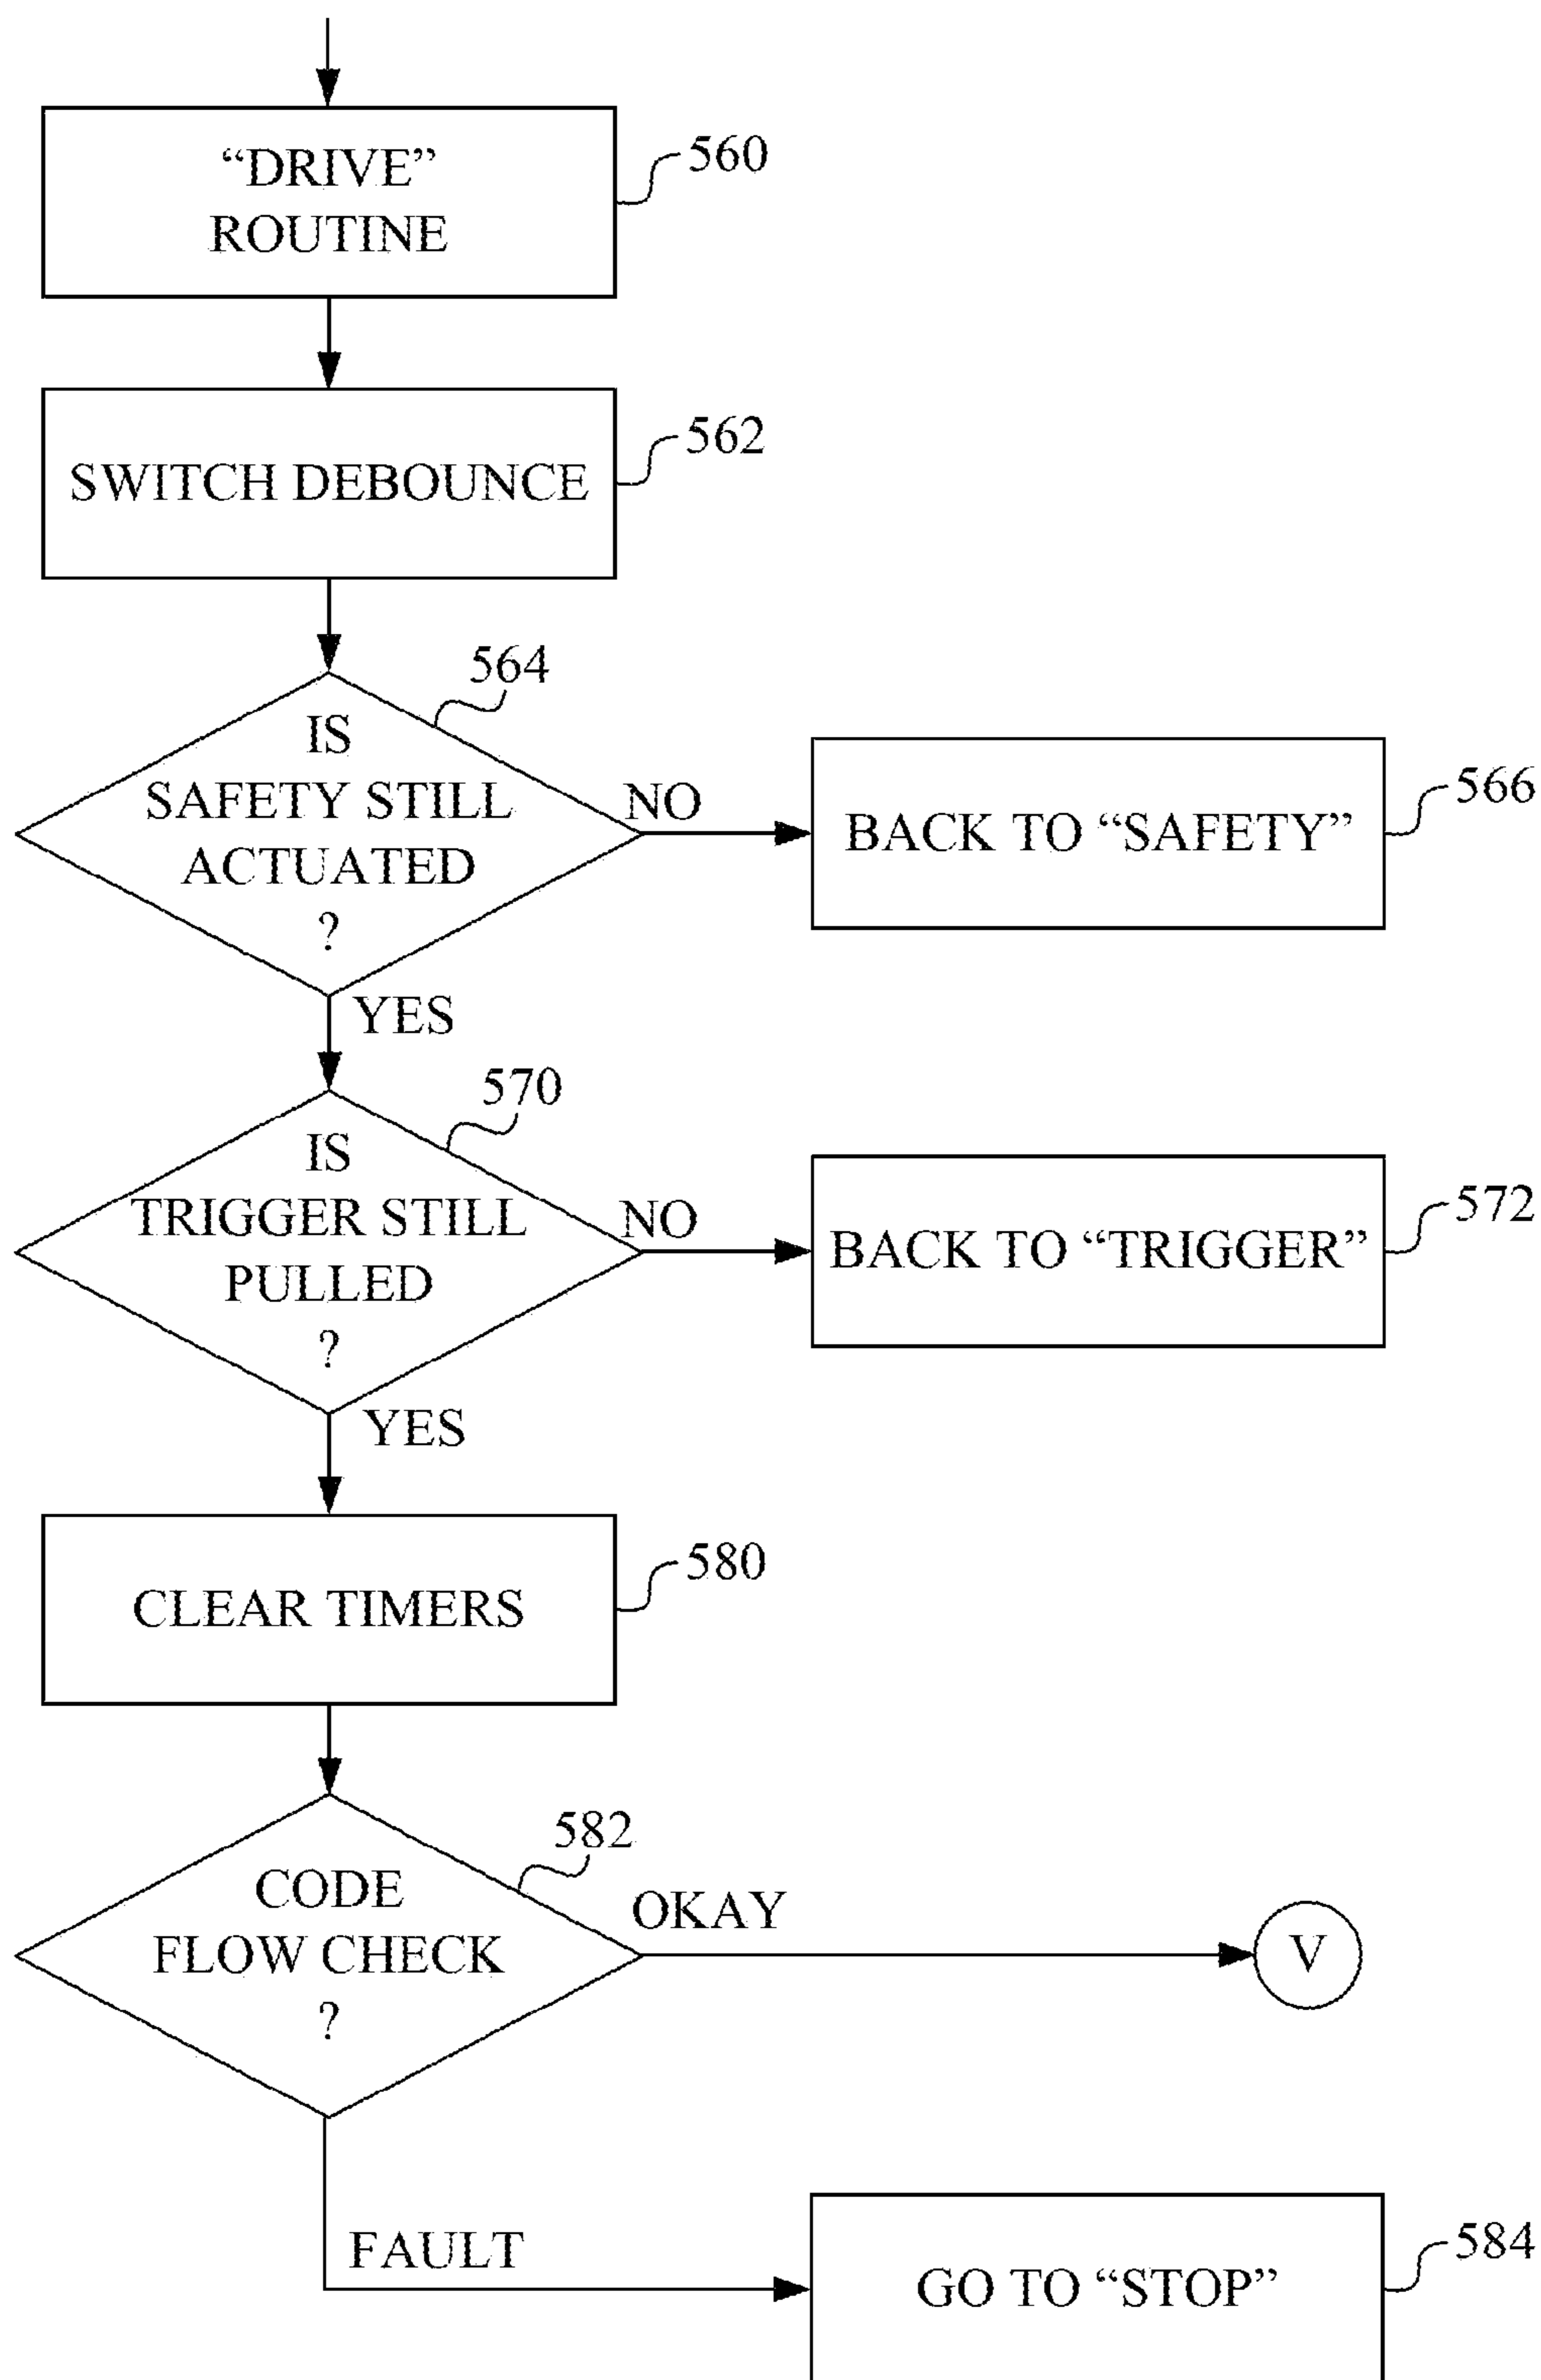 “DRIVE”
ROUTINE
560
SWITCH DEBOUNCE
562
564
IS
SAFETY STILL
ACTUATED
?
NO
BACK TO “SAFETY”
566
YES
570
IS
TRIGGER STILL
PULLED
?
NO
BACK TO “TRIGGER”
572
YES
CLEAR TIMERS
580
582
CODE
FLOW CHECK
?
OKAY
V
FAULT
GO TO “STOP”
584